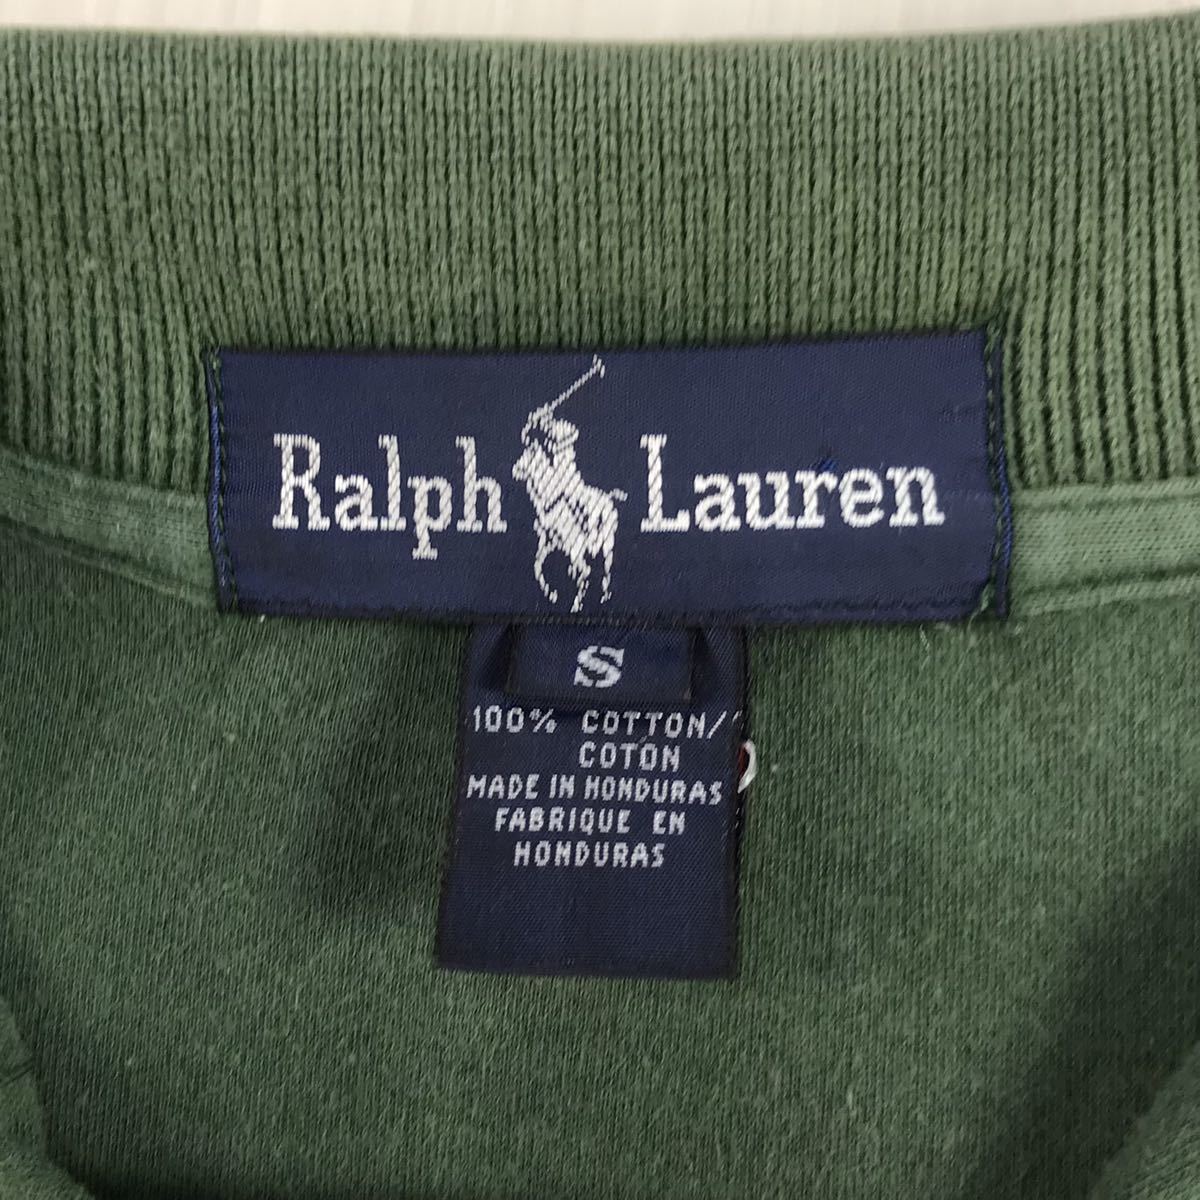 Ralph Lauren
S
100% COTTON/
COTON
MADE IN HONDURAS
FABRIQUE EN
HONDURAS